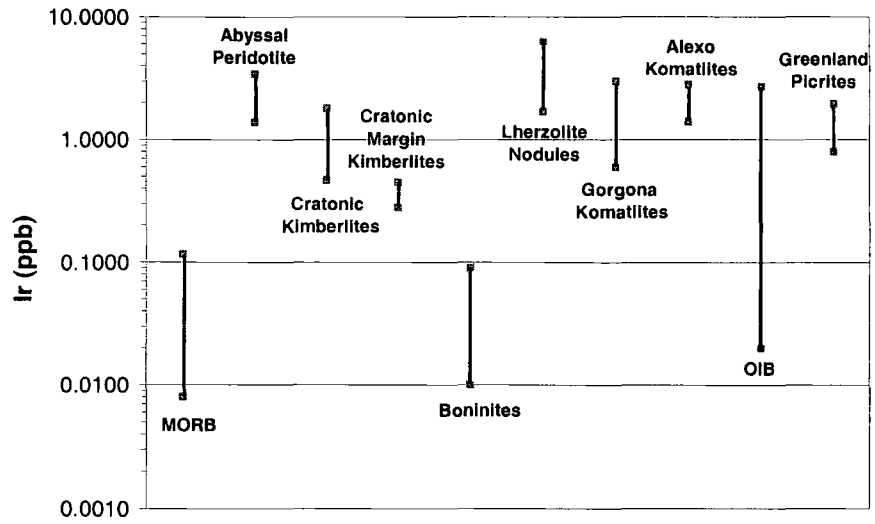 10.0000
1.0000
0.1000
0.0100
0.0010
Ir (ppb)
Abyssal
Peridotite
Cratonic
Margin
Kimberlites
Cratonic
Kimberlites
Lherzolite
Nodules
Alexo
Komatiites
Greenland
Picrites
Gorgona
Komatiites
MORB
Boninites
OIB